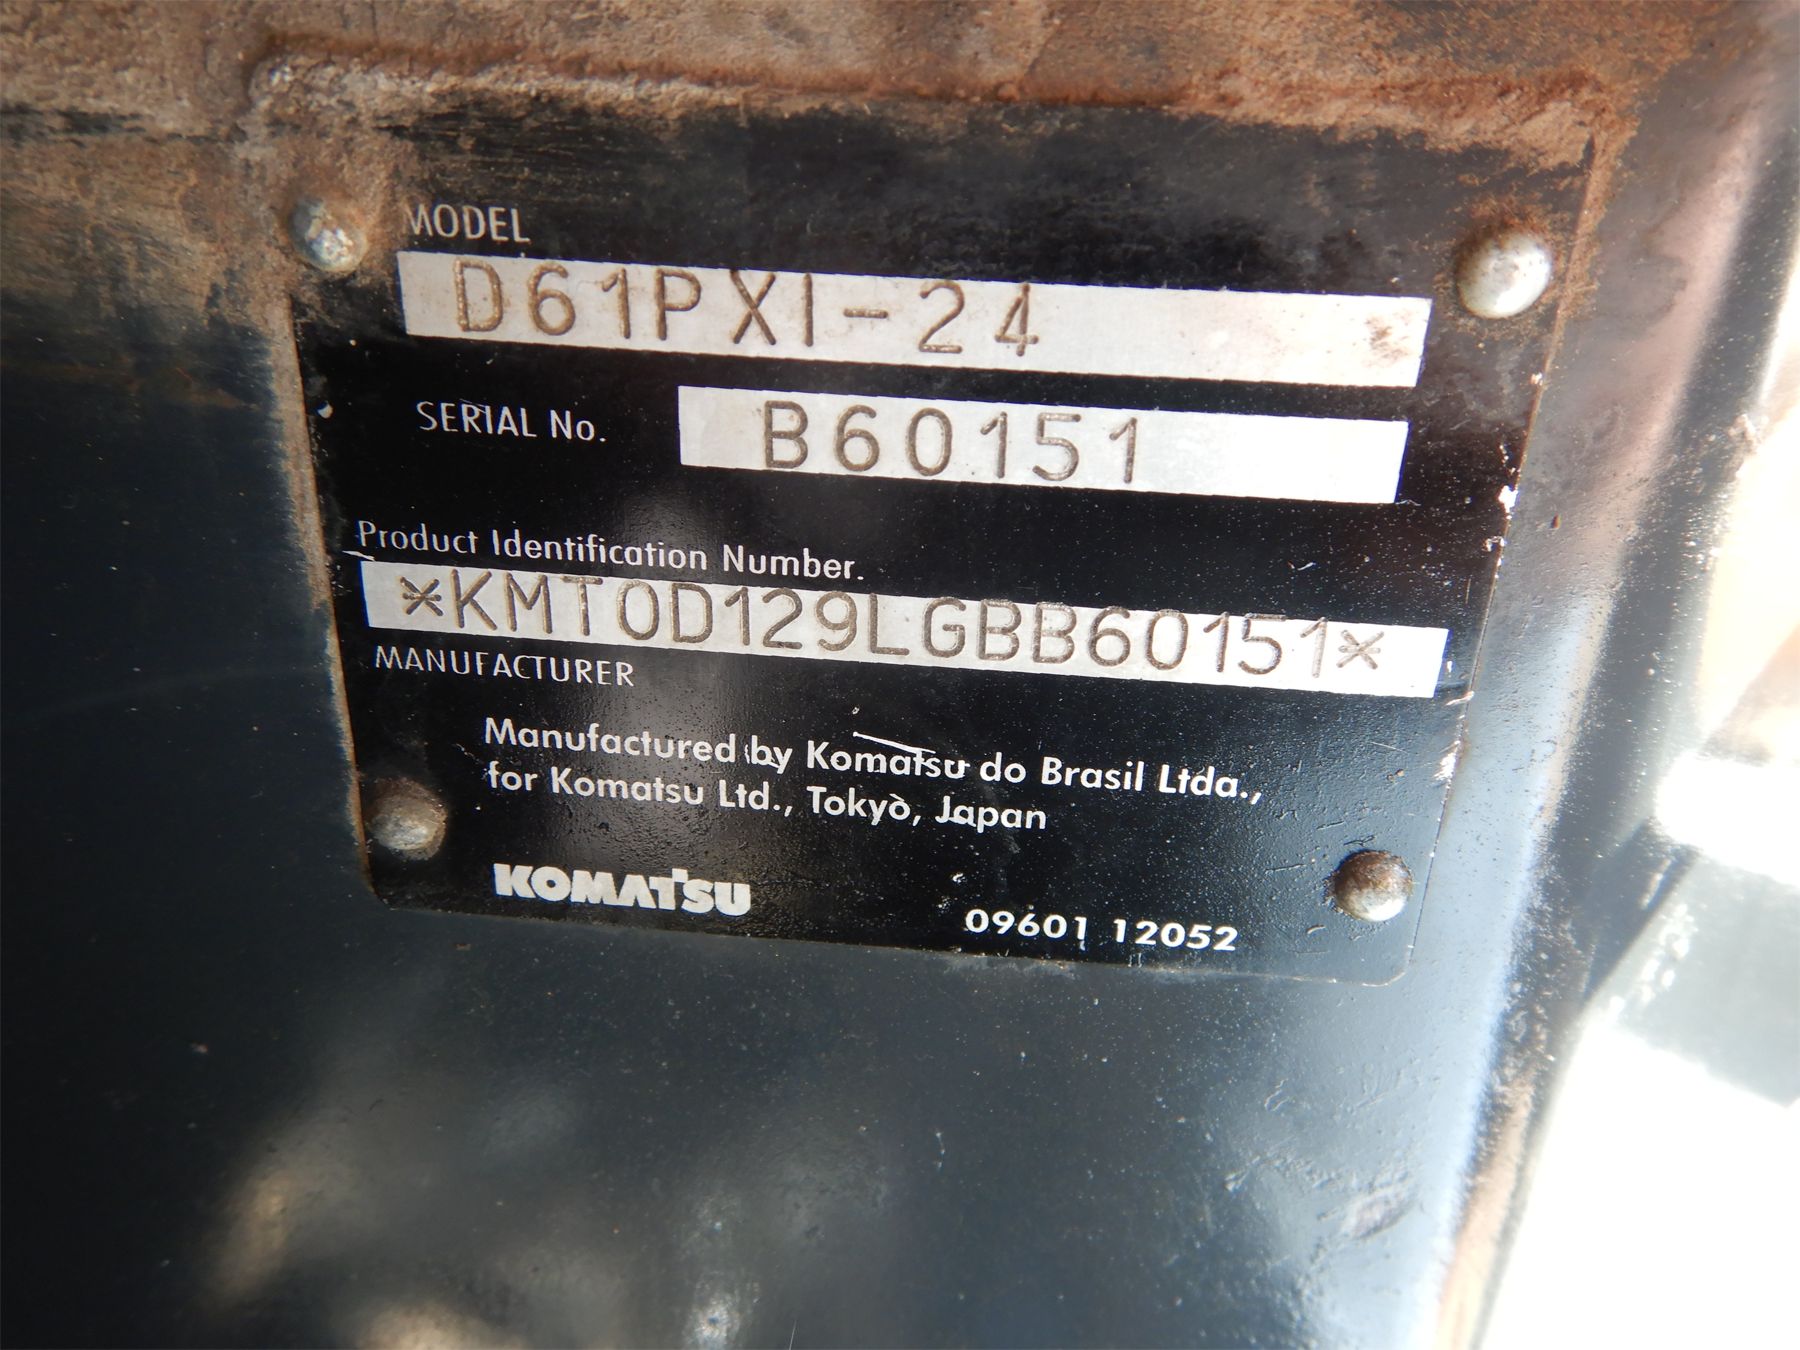 MODEL
D61PXI-24
SERIAL No.
B60151
Product Identification Number.
*KMT0D129LGBB60151*
MANUFACTURER
Manufactured by Komatsu do Brasil Ltda.,
for Komatsu Ltd., Tokyo, Japan
KOMATSU
09601 12052